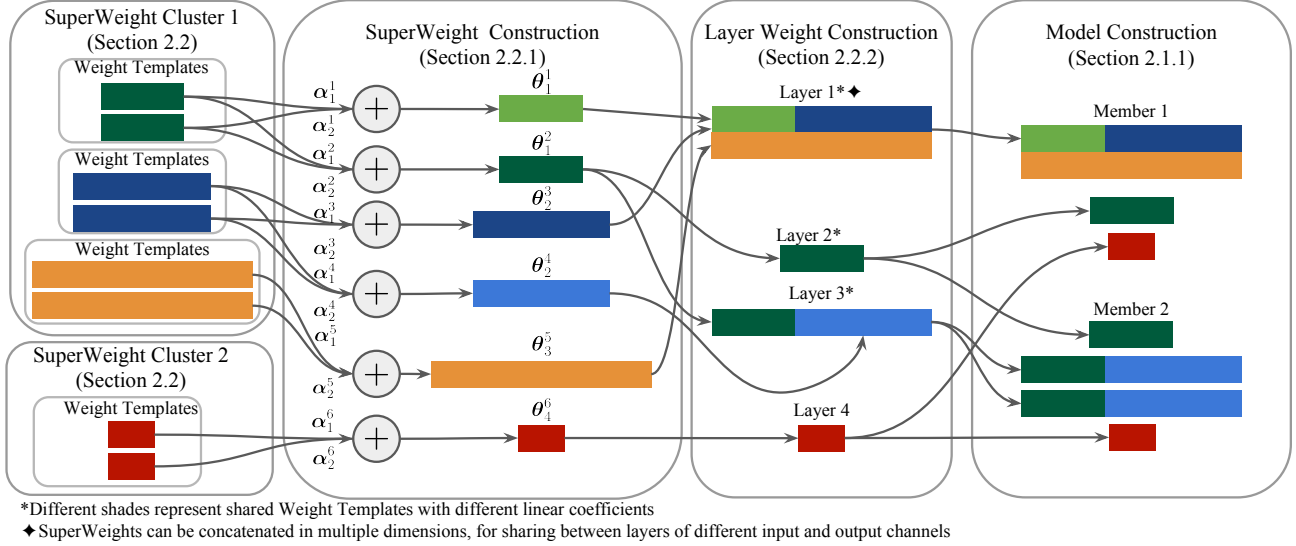 SuperWeight Cluster 1
(Section 2.2)
Weight Templates
Weight Templates
Weight Templates
SuperWeight Cluster 2
(Section 2.2)
Weight Templates
SuperWeight Construction
(Section 2.2.1)
α₁¹
α₂¹
α₁²
α₂²
α₁³
α₂³
α₁⁴
α₂⁴
α₁⁵
α₂⁵
α₁⁶
α₂⁶
+
+
+
+
+
+
θ₁¹
θ₁²
θ₂³
θ₂⁴
θ₃⁵
θ₄⁶
Layer Weight Construction
(Section 2.2.2)
Layer 1*✦
Layer 2*
Layer 3*
Layer 4
Model Construction
(Section 2.1.1)
Member 1
Member 2
*Different shades represent shared Weight Templates with different linear coefficients
✦SuperWeights can be concatenated in multiple dimensions, for sharing between layers of different input and output channels